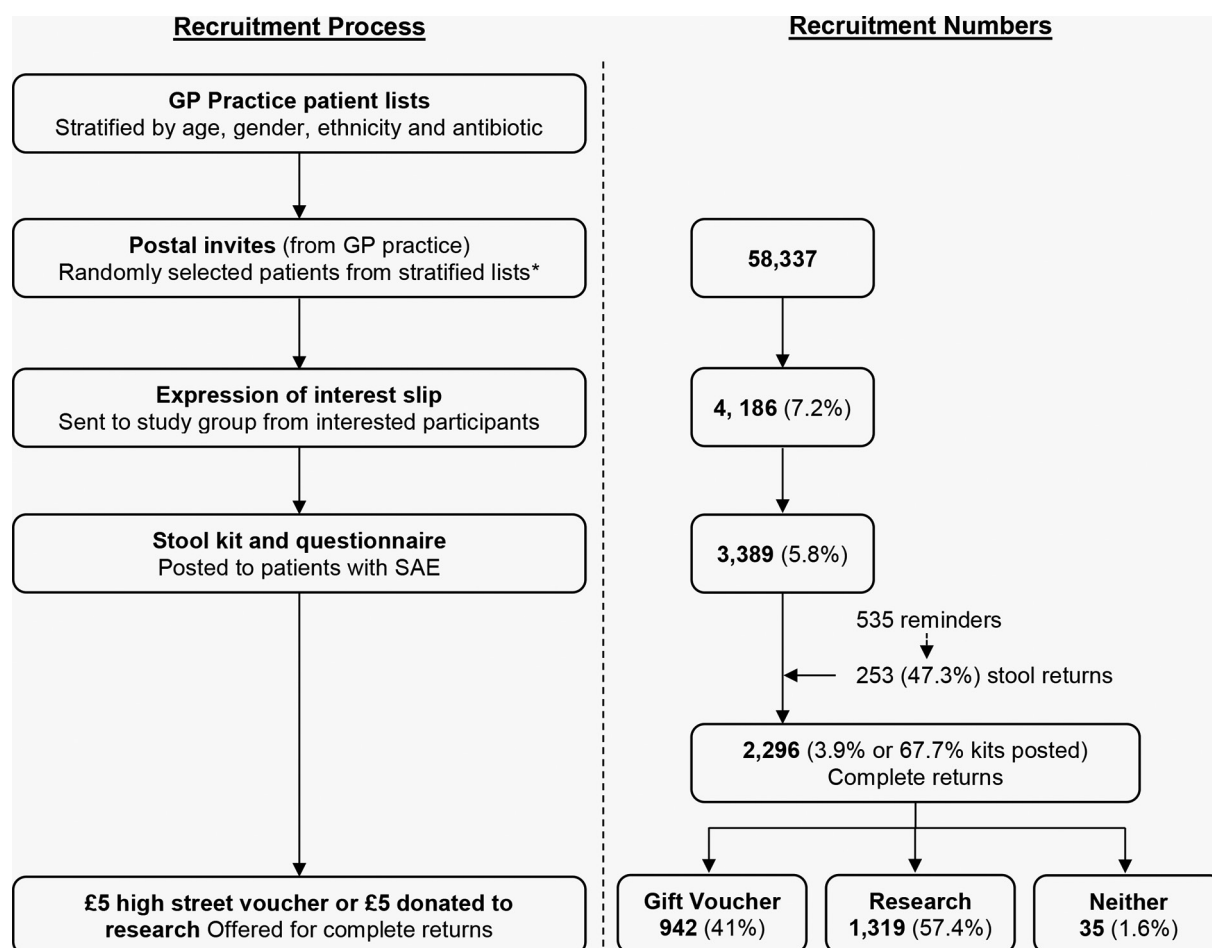 Recruitment Process
Recruitment Numbers
GP Practice patient lists
Stratified by age, gender, ethnicity and antibiotic
Postal invites (from GP practice)
Randomly selected patients from stratified lists*
58,337
Expression of interest slip
Sent to study group from interested participants
4, 186 (7.2%)
Stool kit and questionnaire
Posted to patients with SAE
3,389 (5.8%)
535 reminders
253 (47.3%) stool returns
2,296 (3.9% or 67.7% kits posted)
Complete returns
£5 high street voucher or £5 donated to
research Offered for complete returns
Gift Voucher
942 (41%)
Research
1,319 (57.4%)
Neither
35 (1.6%)